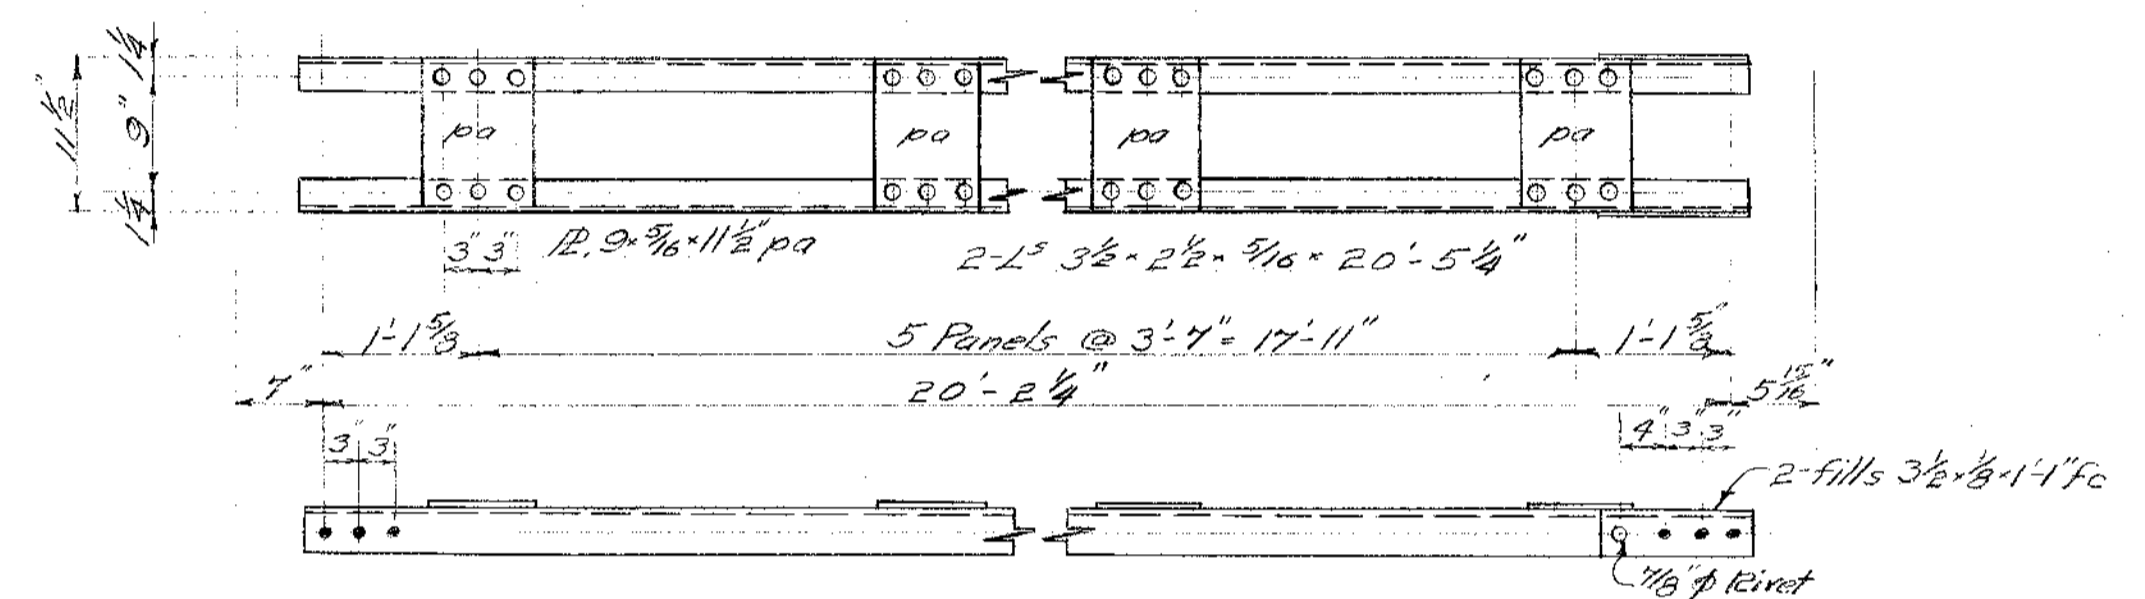 1¼
11½"
9"
1¼
pa
pa
pa
pa
3" 3"
PL. 9×5/16×11½" pa
2-Ls 3½×2½×5/16×20'-5¼"
1'-1⅝
5 Panels @ 3'-7"= 17'-11"
1'-1⅝"
7"
20'-2¼"
5 15/16"
3" 3"
4" 3" 3"
2-fills 3½×⅛×1'-1" fc
7/8"φ Rivet